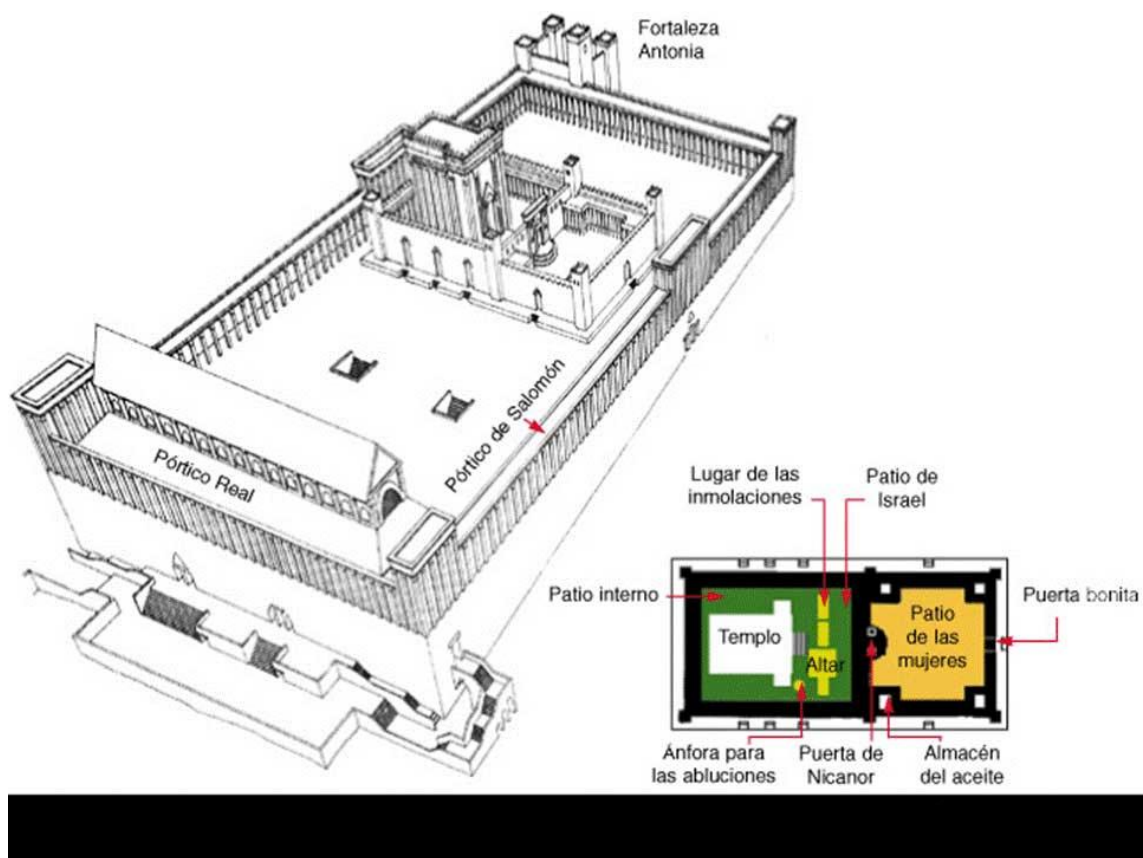 Fortaleza
Antonia
Pórtico de Salomón
Pórtico Real
Lugar de las
inmolaciones
Patio de
Israel
Patio interno
Puerta bonita
Templo
Altar
Patio
de las
mujeres
Ánfora para
las abluciones
Puerta de
Nicanor
Almacén
del aceite